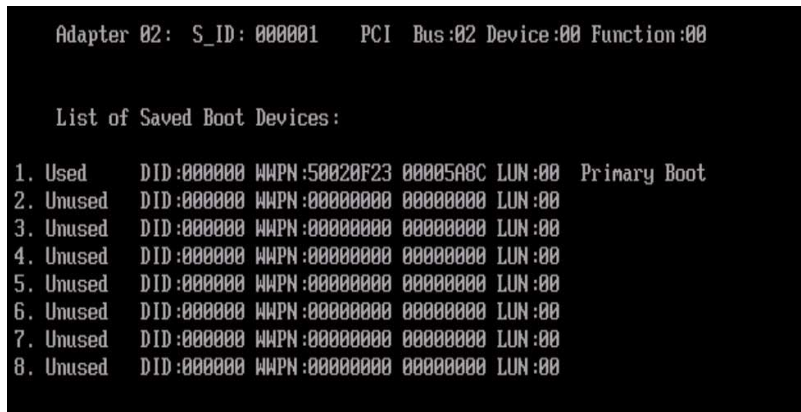 Adapter 02: S_ID: 000001 PCI Bus:02 Device:00 Function:00
List of Saved Boot Devices:
1. Used DID:000000 WWPN:50020F23 00005A8C LUN:00 Primary Boot
2. Unused DID:000000 WWPN:00000000 00000000 LUN:00
3. Unused DID:000000 WWPN:00000000 00000000 LUN:00
4. Unused DID:000000 WWPN:00000000 00000000 LUN:00
5. Unused DID:000000 WWPN:00000000 00000000 LUN:00
6. Unused DID:000000 WWPN:00000000 00000000 LUN:00
7. Unused DID:000000 WWPN:00000000 00000000 LUN:00
8. Unused DID:000000 WWPN:00000000 00000000 LUN:00